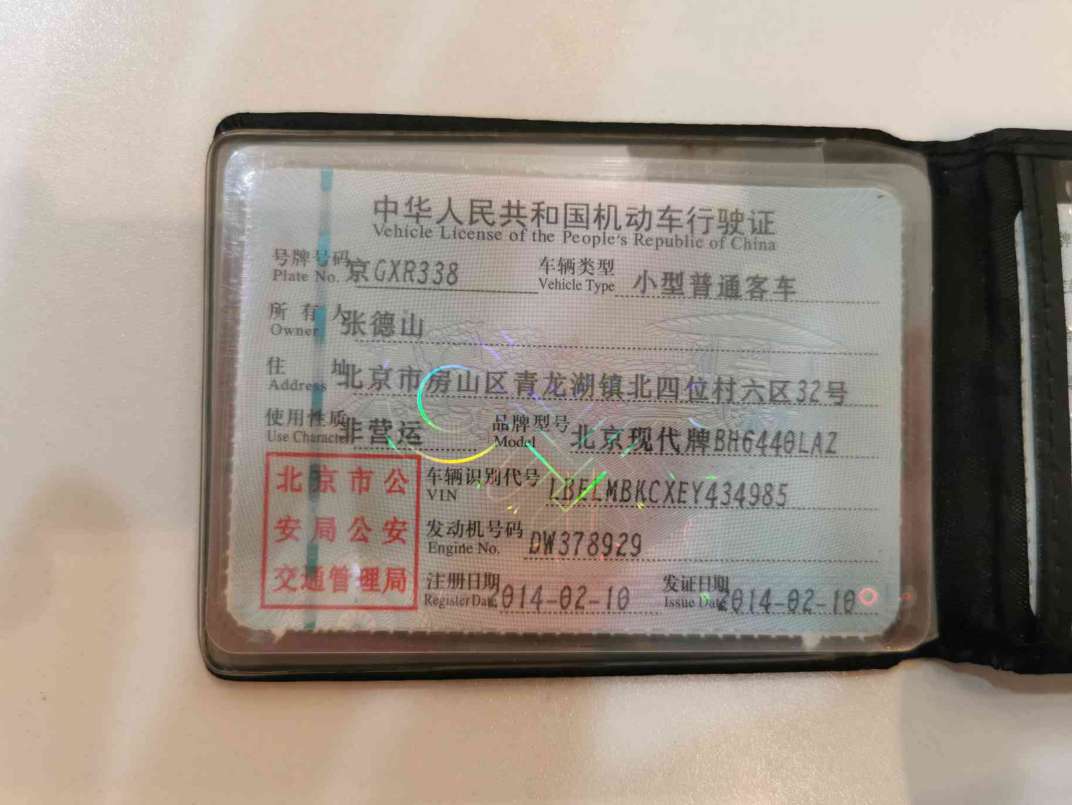 中华人民共和国机动车行驶证
Vehicle License of the People's Republic of China
号牌号码 京GXR338 车辆类型 小型普通客车
Plate No. Vehicle Type
所有人 张德山
Owner
住址 北京市房山区青龙湖镇北四位村六区32号
Address
使用性质 非营运 品牌型号 北京现代牌BH6440LAZ
Use Character Model
北京市公
安局公安
交通管理局
车辆识别代号 LBELMBKCXEY434985
VIN
发动机号码 DW378929
Engine No.
注册日期 2014-02-10 发证日期 2014-02-10
Register Date Issue Date